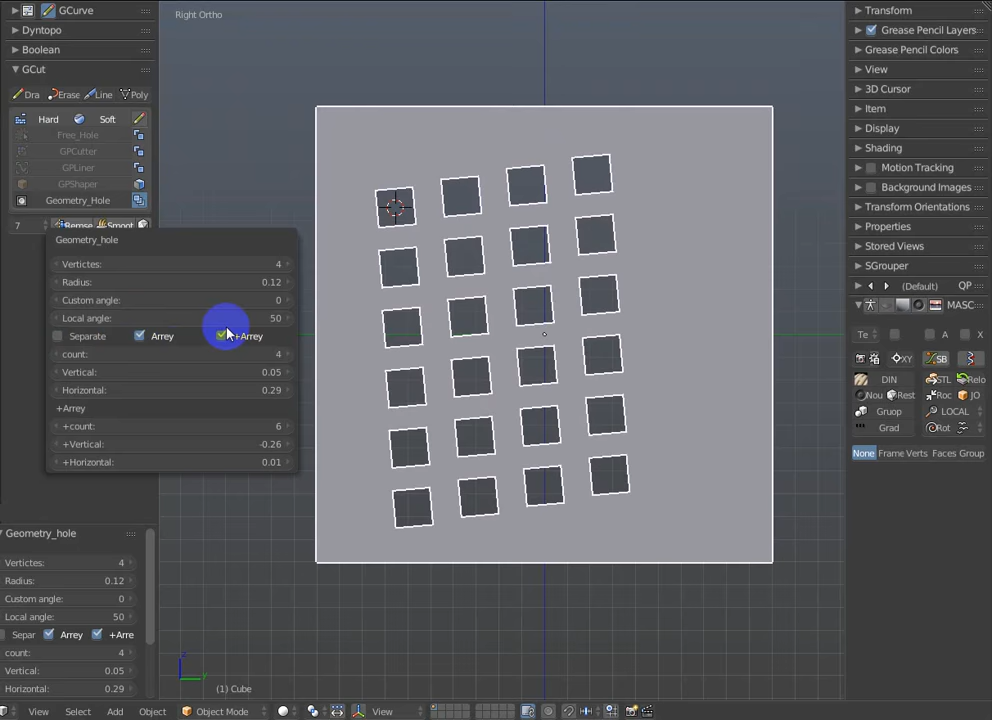 GCurve
Dyntopo
Boolean
GCut
Dra Erase Line Poly
Hard Soft
Free_Hole
GPCutter
GPLiner
GPShaper
Geometry_hole
7 Smoot
Geometry_hole
Vertictes: 4
Radius: 0.12
Custom angle: 0
Local angle: 50
Separate Arrey +Arrey
count: 4
Vertical: 0.05
Horizontal: 0.29
+Arrey
+count: 6
+Vertical: -0.26
+Horizontal: 0.01
Geometry_hole
Vertictes: 4
Radius: 0.12
Custom angle: 0
Local angle: 50
Separ Arrey +Arre
count: 4
Vertical: 0.05
Horizontal: 0.29
Right Ortho
z
y
(1) Cube
View Select Add Object Object Mode View
Transform
Grease Pencil Layers
Grease Pencil Colors
View
3D Cursor
Item
Display
Shading
Motion Tracking
Background Images
Transform Orientations
Properties
Stored Views
SGrouper
(Default) QP
MASC
Te A X
XY SB
DIN STL Relo
Nou Rest Roc JO
Gruop LOCAL
Grad Rot
None Frame Verts Faces Group